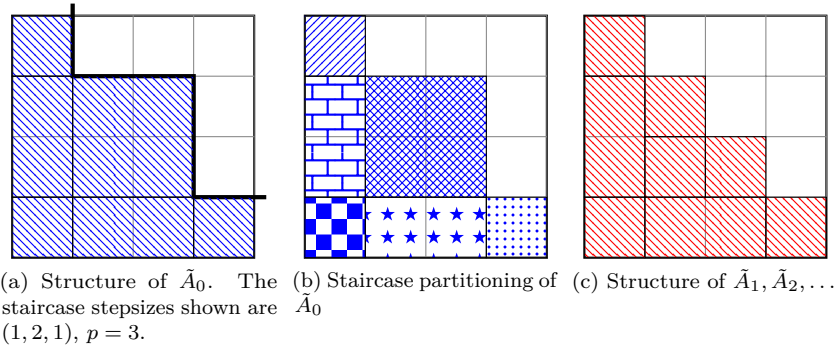 (a) Structure of Ã₀. The
staircase stepsizes shown are
(1, 2, 1), p = 3.
(b) Staircase partitioning of
Ã₀
(c) Structure of Ã₁, Ã₂, …